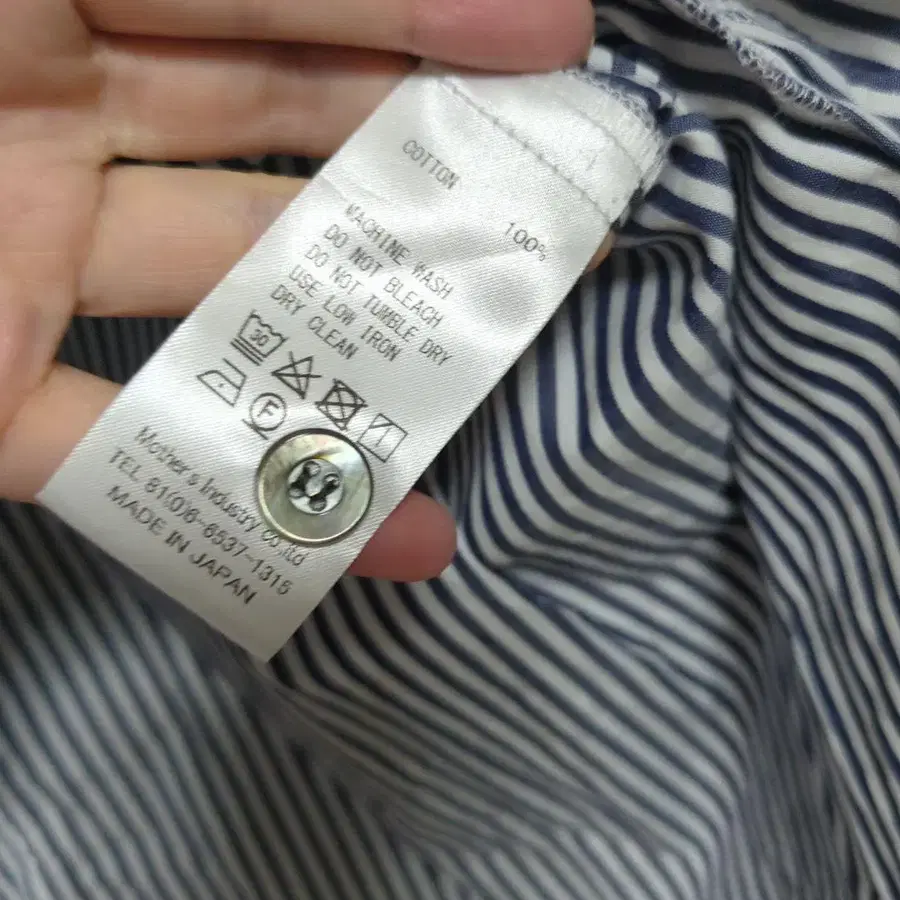 COTTON 100%
MACHINE WASH
DO NOT BLEACH
DO NOT TUMBLE DRY
USE LOW IRON
DRY CLEAN
30
F
Mother's Industry co.,ltd
TEL 81(0)6-6537-1315
MADE IN JAPAN